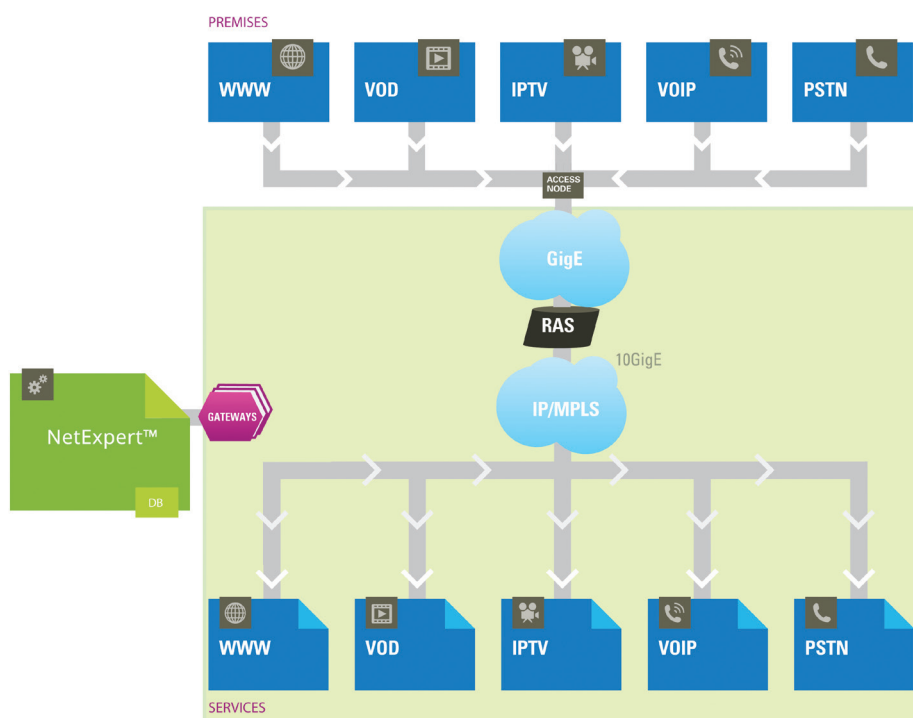 PREMISES
WWW
VOD
IPTV
VOIP
PSTN
ACCESS
NODE
GigE
RAS
10GigE
IP/MPLS
GATEWAYS
NetExpert™
DB
WWW
VOD
IPTV
VOIP
PSTN
SERVICES